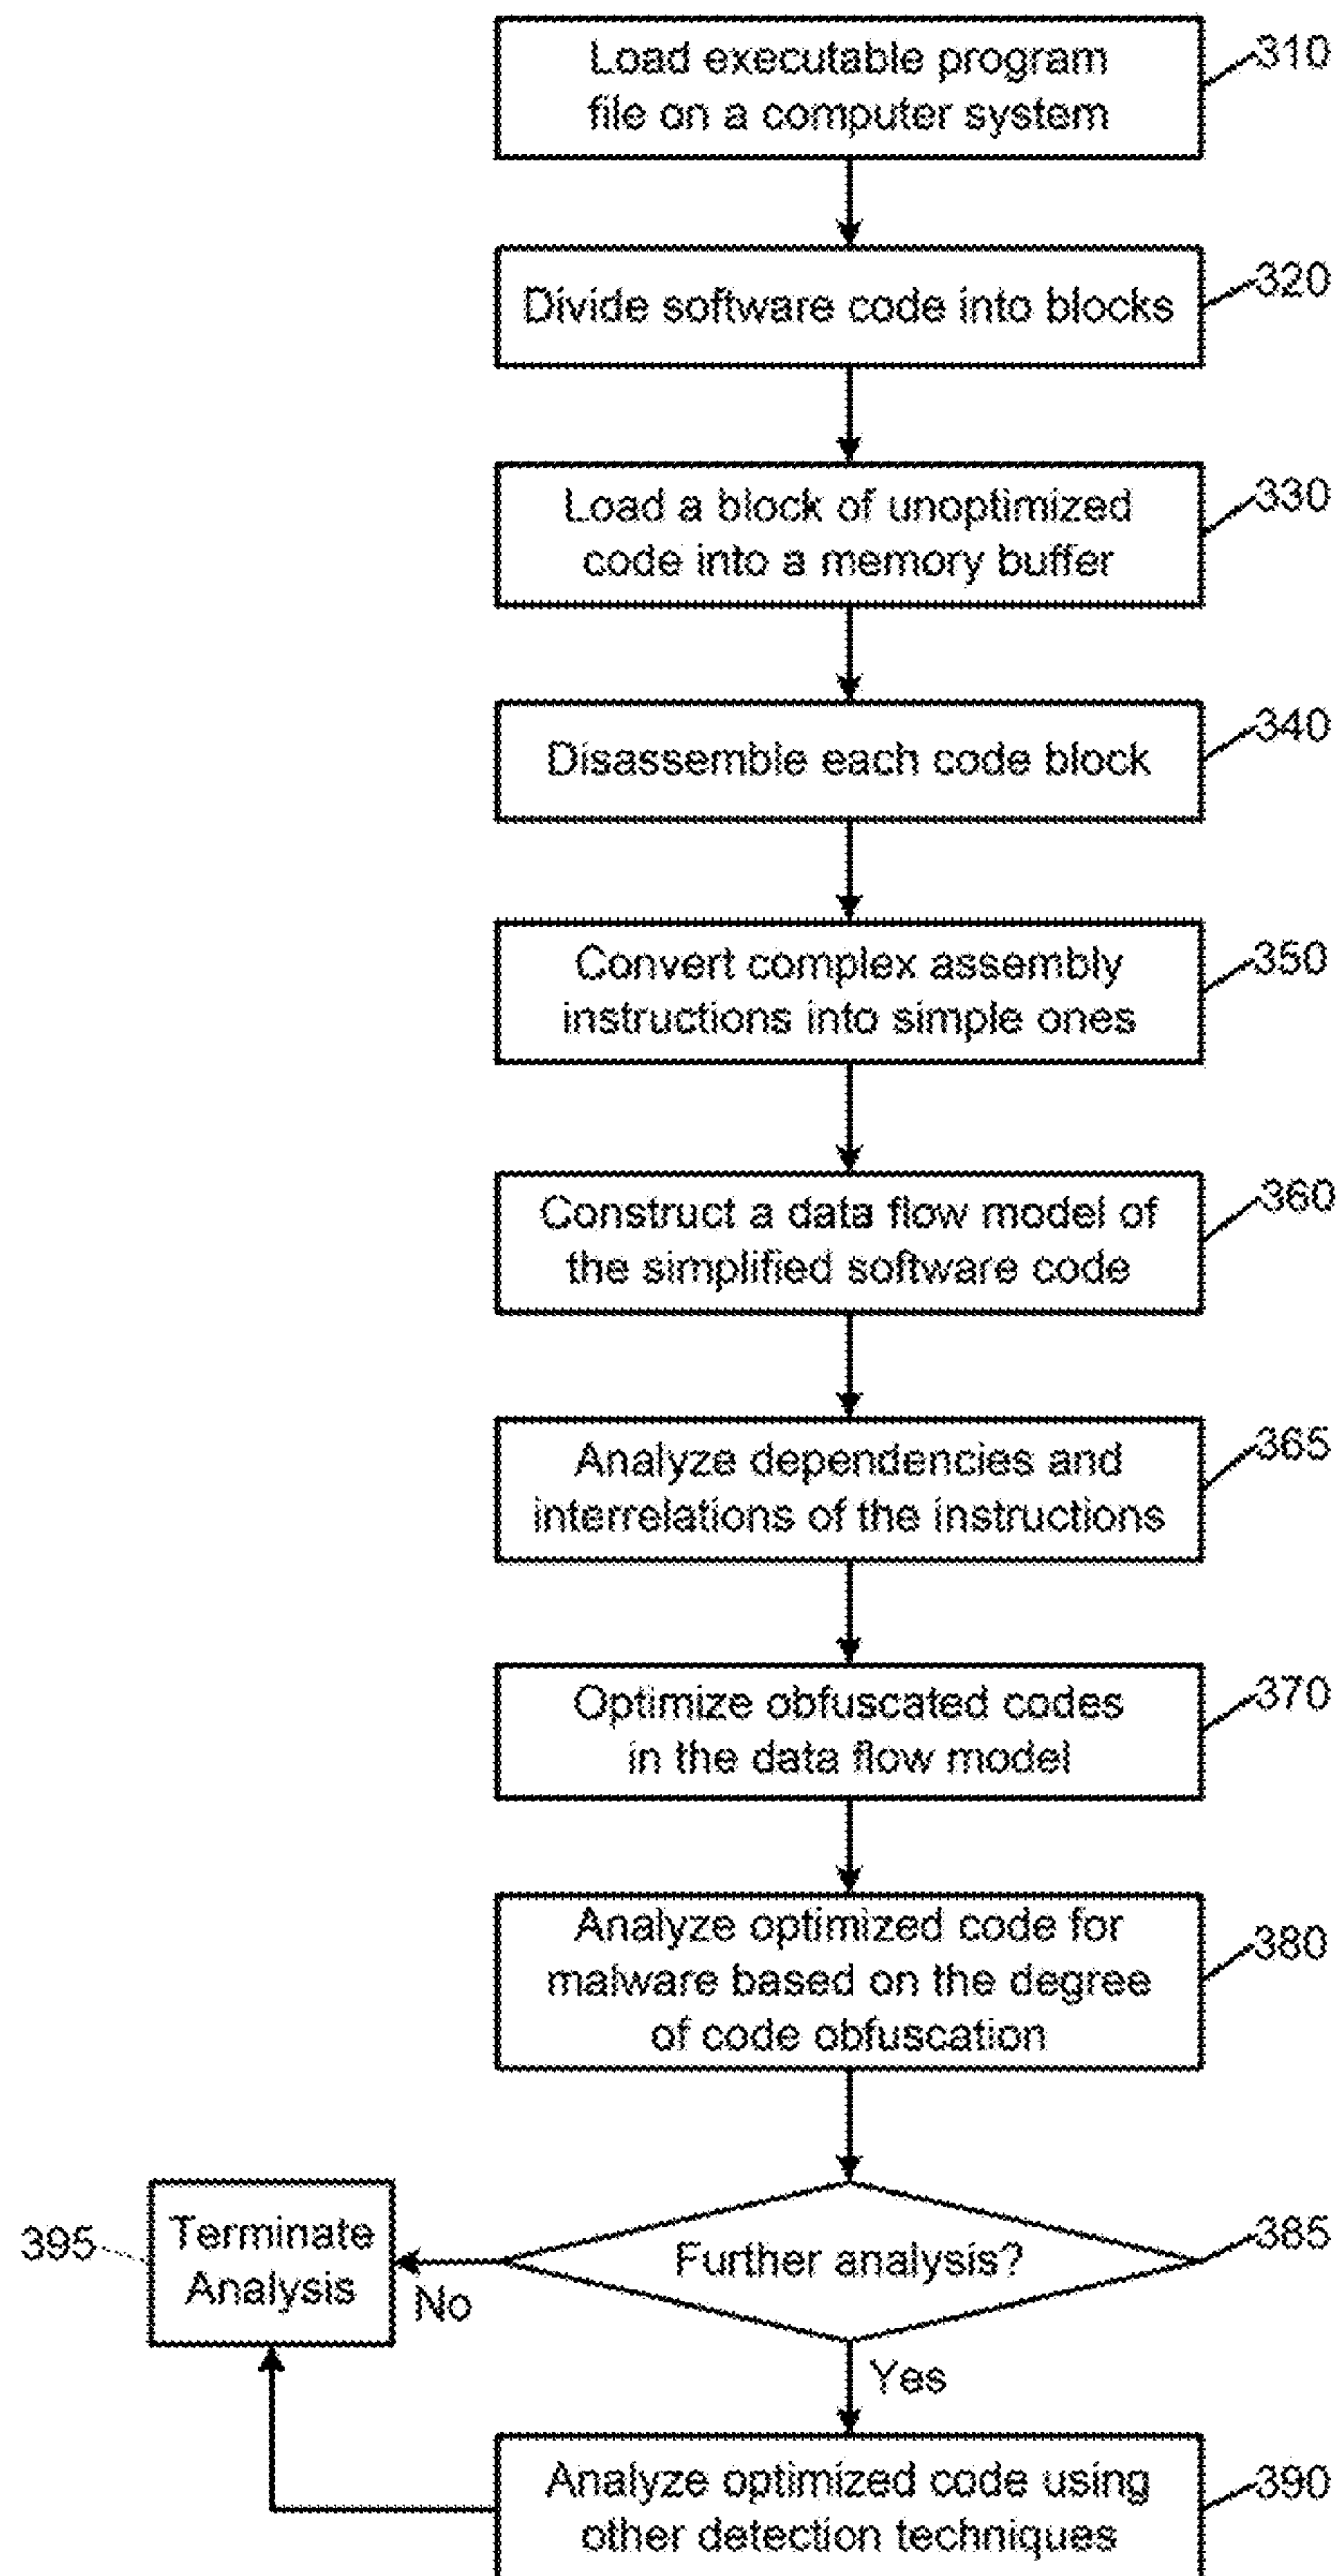 Load executable program
file on a computer system
310
Divide software code into blocks
320
Load a block of unoptimized
code into a memory buffer
330
Disassemble each code block
340
Convert complex assembly
instructions into simple ones
350
Construct a data flow model of
the simplified software code
360
Analyze dependencies and
interrelations of the instructions
365
Optimize obfuscated codes
in the data flow model
370
Analyze optimized code for
malware based on the degree
of code obfuscation
380
395
Terminate
Analysis
No
Further analysis?
385
Yes
Analyze optimized code using
other detection techniques
390